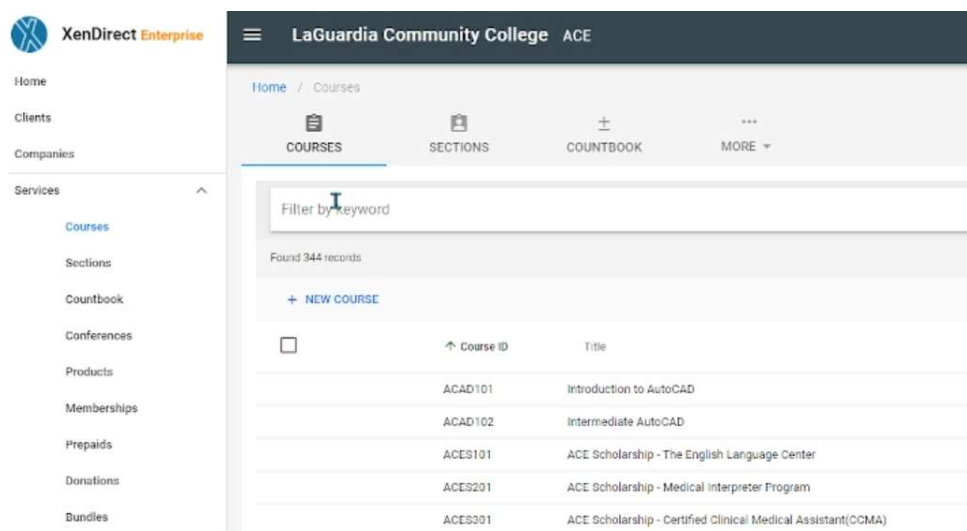 XenDirect Enterprise
LaGuardia Community College ACE
Home
Clients
Companies
Services
Courses
Sections
Countbook
Conferences
Products
Memberships
Prepaids
Donations
Bundles
Home / Courses
COURSES
SECTIONS
COUNTBOOK
MORE
Filter by keyword
Found 344 records
+ NEW COURSE
Course ID Title
ACAD101 Introduction to AutoCAD
ACAD102 Intermediate AutoCAD
ACES101 ACE Scholarship - The English Language Center
ACES201 ACE Scholarship - Medical Interpreter Program
ACES301 ACE Scholarship - Certified Clinical Medical Assistant(CCMA)